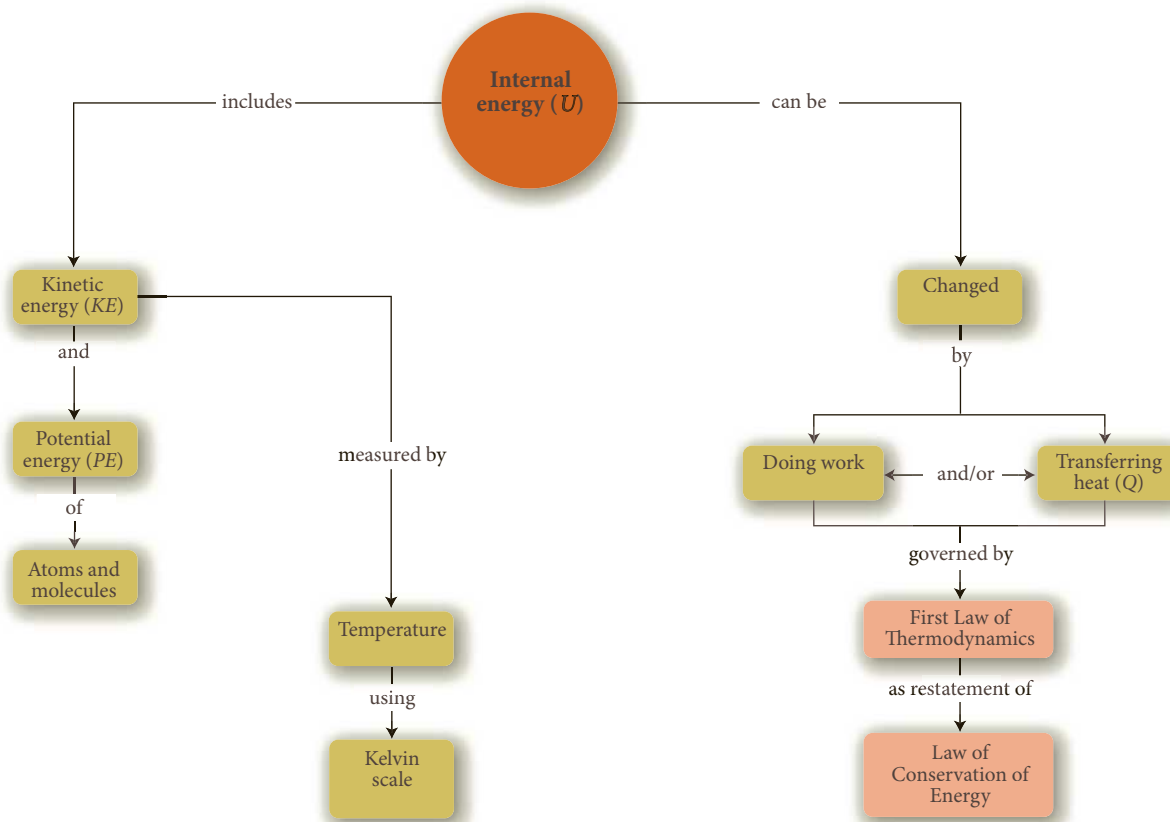 Internal
energy (U)
includes
can be
Kinetic
energy (KE)
and
Potential
energy (PE)
of
Atoms and
molecules
measured by
Temperature
using
Kelvin
scale
Changed
by
Doing work
and/or
Transferring
heat (Q)
governed by
First Law of
Thermodynamics
as restatement of
Law of
Conservation of
Energy